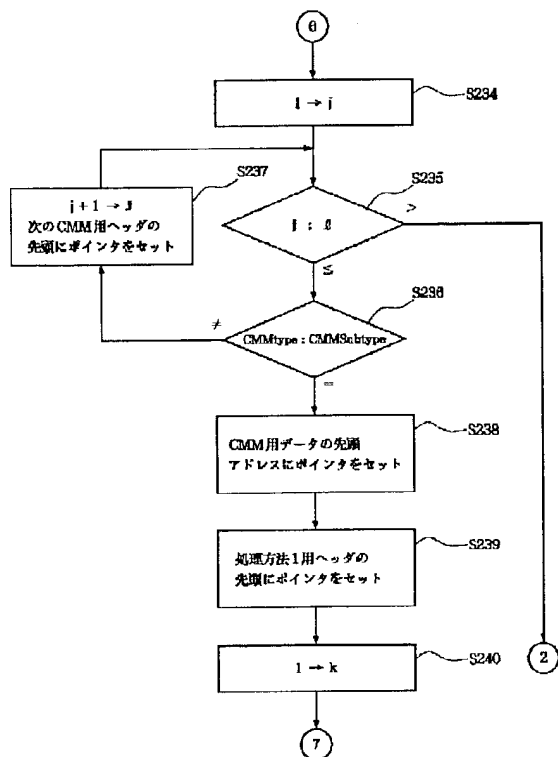 6
1 → j
S234
S237
j+1 → J
次のCMM用ヘッダの
先頭にポインタをセット
S235
>
j : ℓ
≤
S236
≠
CMMtype : CMMSubtype
=
S238
CMM用データの先頭
アドレスにポインタをセット
S239
処理方法1用ヘッダの
先頭にポインタをセット
S240
1 → k
2
7